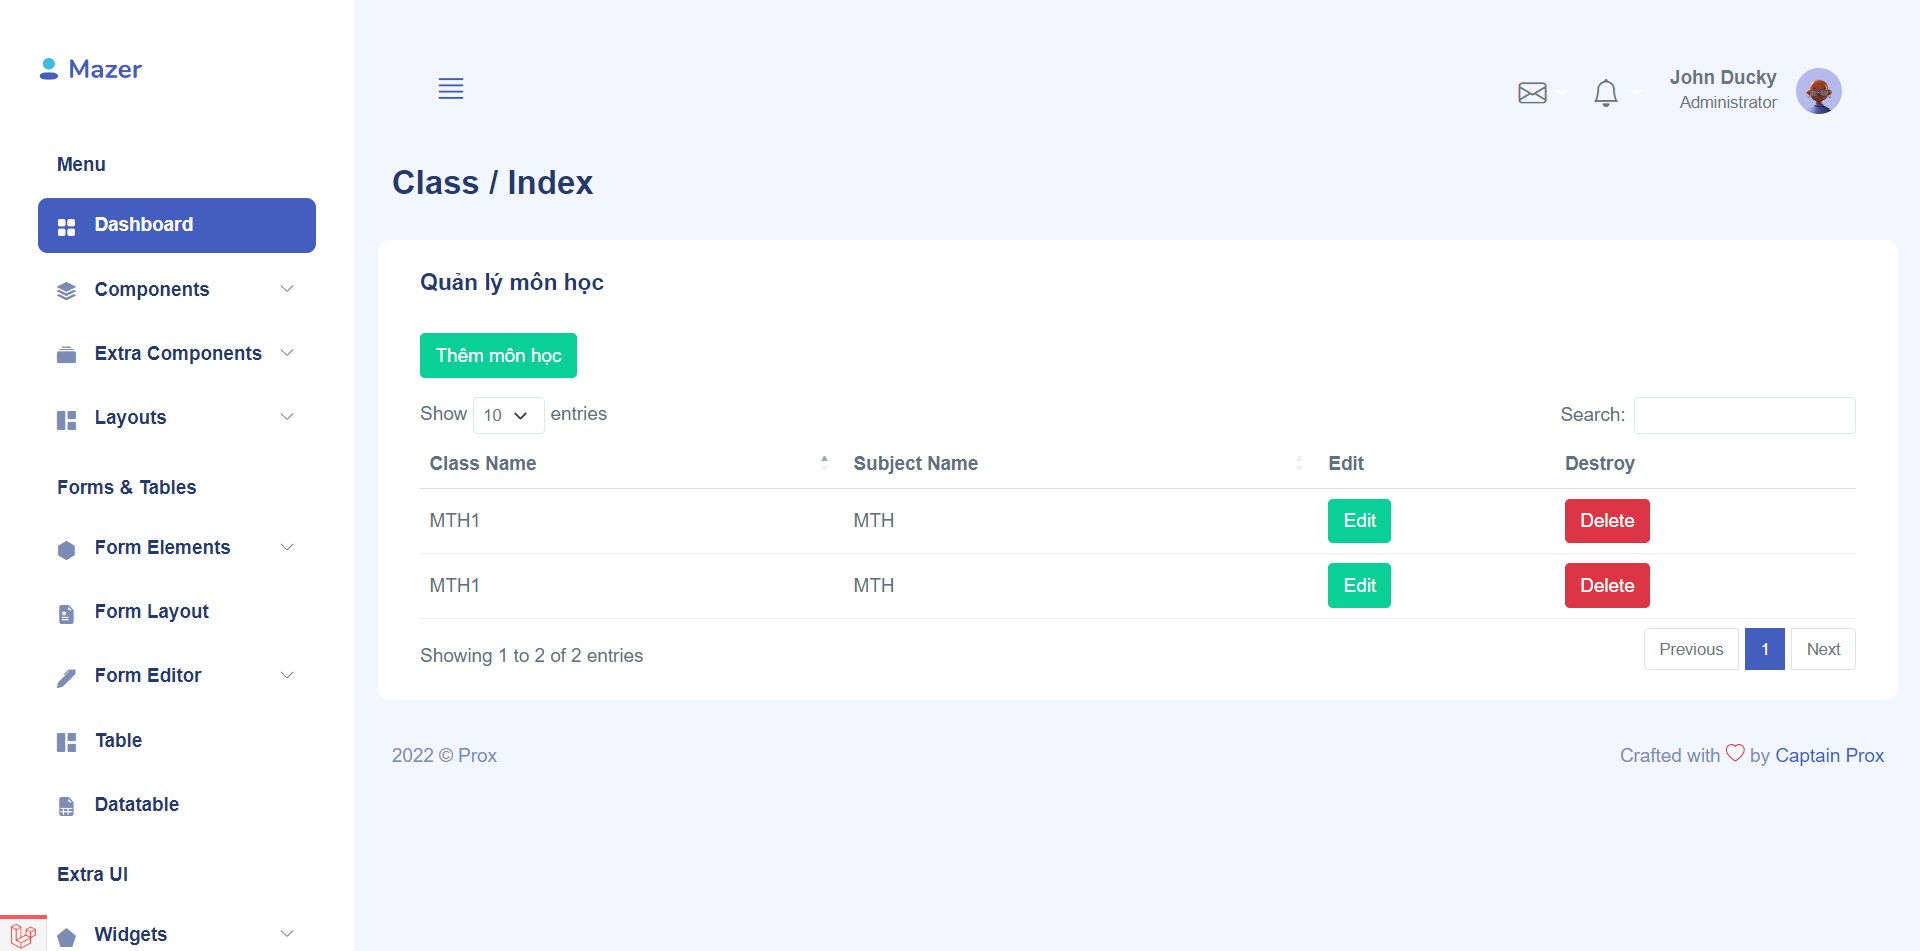 Mazer
Menu
Dashboard
Components
Extra Components
Layouts
Forms & Tables
Form Elements
Form Layout
Form Editor
Table
Datatable
Extra UI
Widgets
John Ducky
Administrator
Class / Index
Quản lý môn học
Thêm môn học
Show 10 entries
Search:
Class Name Subject Name Edit Destroy
MTH1 MTH Edit Delete
MTH1 MTH Edit Delete
Showing 1 to 2 of 2 entries
Previous 1 Next
2022 © Prox
Crafted with by Captain Prox